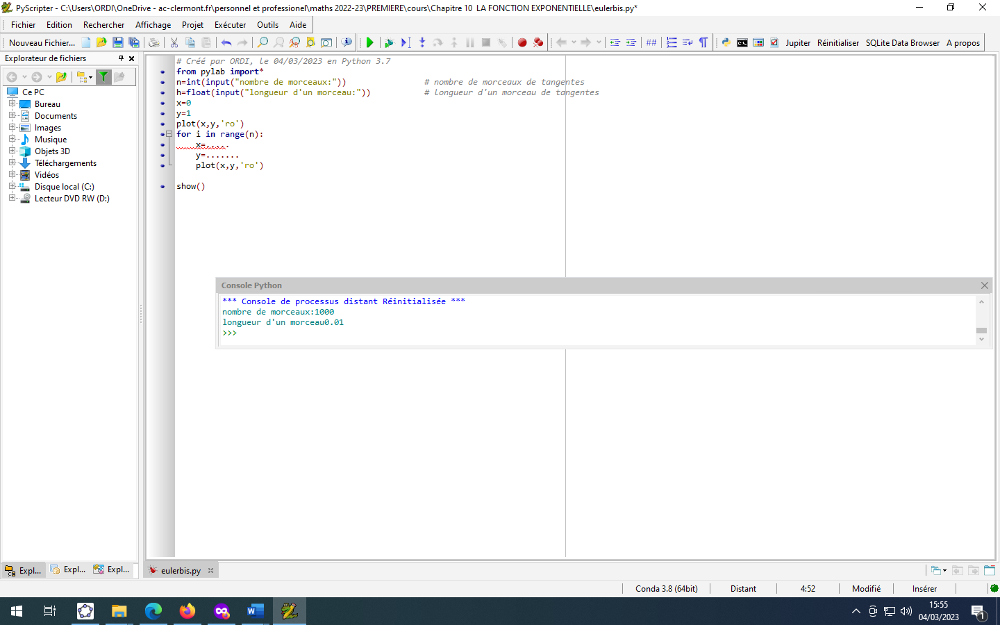 PyScripter - C:\Users\ORDI\OneDrive - ac-clermont.fr\personnel et professionel\maths 2022-23\PREMIERE\cours\Chapitre 10  LA FONCTION EXPONENTIELLE\eulerbis.py*
Fichier Edition Rechercher Affichage Projet Exécuter Outils Aide
Nouveau Fichier... ## Jupiter Réinitialiser SQLite Data Browser A propos
Explorateur de fichiers
Ce PC
Bureau
Documents
Images
Musique
Objets 3D
Téléchargements
Vidéos
Disque local (C:)
Lecteur DVD RW (D:)
# Créé par ORDI, le 04/03/2023 en Python 3.7
from pylab import*
n=int(input("nombre de morceaux:")) # nombre de morceaux de tangentes
h=float(input("longueur d'un morceau:")) # longueur d'un morceau de tangentes
x=0
y=1
plot(x,y,'ro')
for i in range(n):
x=.....
y=.......
plot(x,y,'ro')
show()
Console Python
*** Console de processus distant Réinitialisée ***
nombre de morceaux:1000
longueur d'un morceau0.01
>>>
Expl... Expl... Expl...
eulerbis.py
Conda 3.8 (64bit) Distant 4:52 Modifié Insérer
15:55
04/03/2023
1